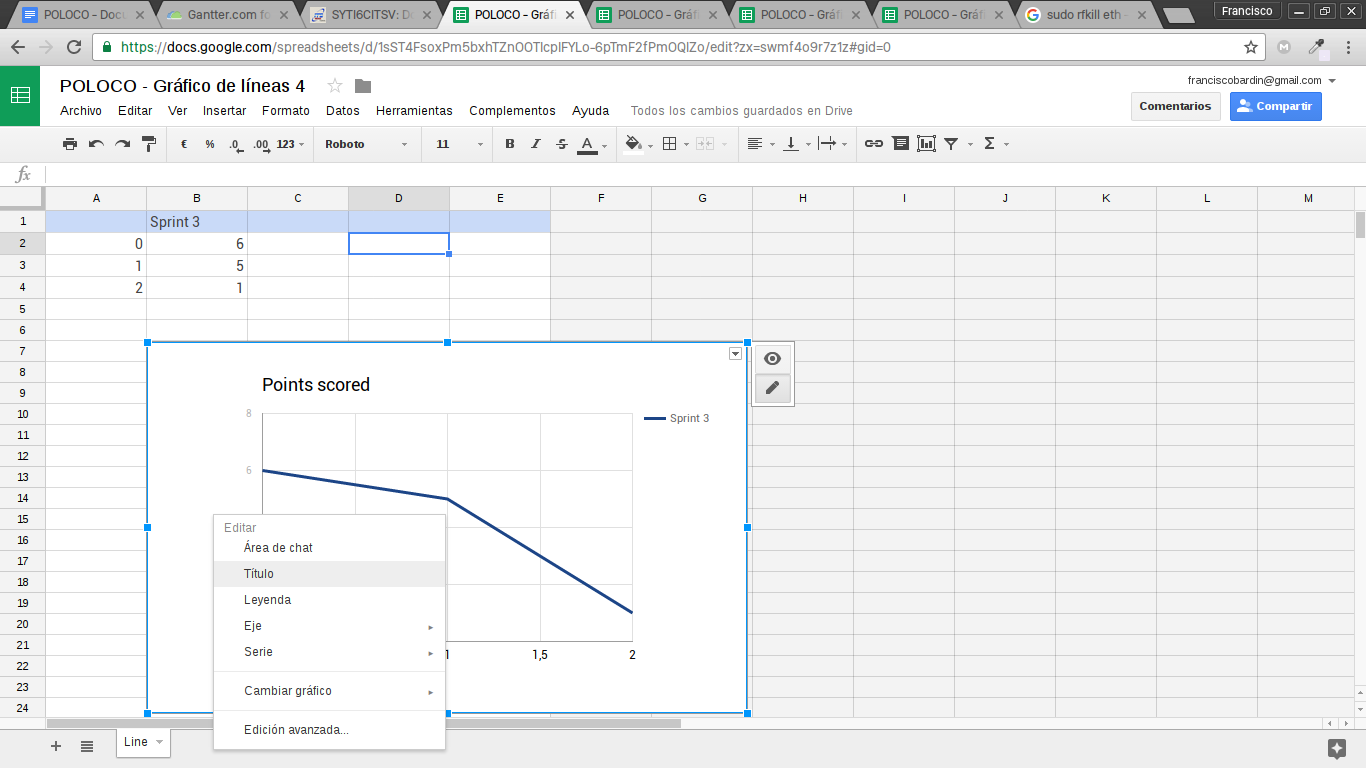 POLOCO - Docu
Gantter.com fo
SYTI6CITSV: Do
POLOCO - Gráfi
POLOCO - Gráfi
POLOCO - Gráfi
POLOCO - Gráfi
sudo rfkill eth -
Francisco
https://docs.google.com/spreadsheets/d/1sST4FsoxPm5bxhTZnOOTlcplFYLo-6pTmF2fPmOQlZo/edit?zx=swmf4o9r7z1z#gid=0
POLOCO - Gráfico de líneas 4
franciscobardin@gmail.com
Archivo Editar Ver Insertar Formato Datos Herramientas Complementos Ayuda Todos los cambios guardados en Drive
Comentarios
Compartir
€ % .0 .00 123 Roboto 11 B I S A Σ
fx
A B C D E F G H I J K L M
1 Sprint 3
2 0 6
3 1 5
4 2 1
5
6
7
8
9
10
11
12
13
14
15
16
17
18
19
20
21
22
23
24
Points scored
Sprint 3
8
6
1 1,5 2
Editar
Área de chat
Título
Leyenda
Eje
Serie
Cambiar gráfico
Edición avanzada...
Line